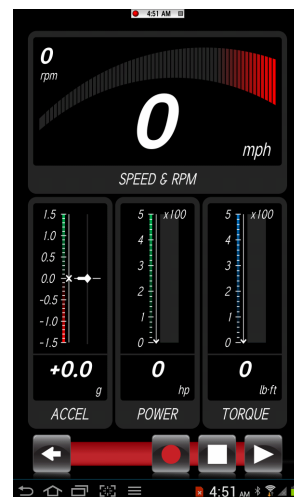 4:51 AM
0
rpm
0
mph
SPEED & RPM
1.5
1.0
0.5
0.0
-0.5
-1.0
-1.5
+0.0
g
ACCEL
5 x100
4
3
2
1
0
0
hp
POWER
5 x100
4
3
2
1
0
0
lb·ft
TORQUE
4:51 AM